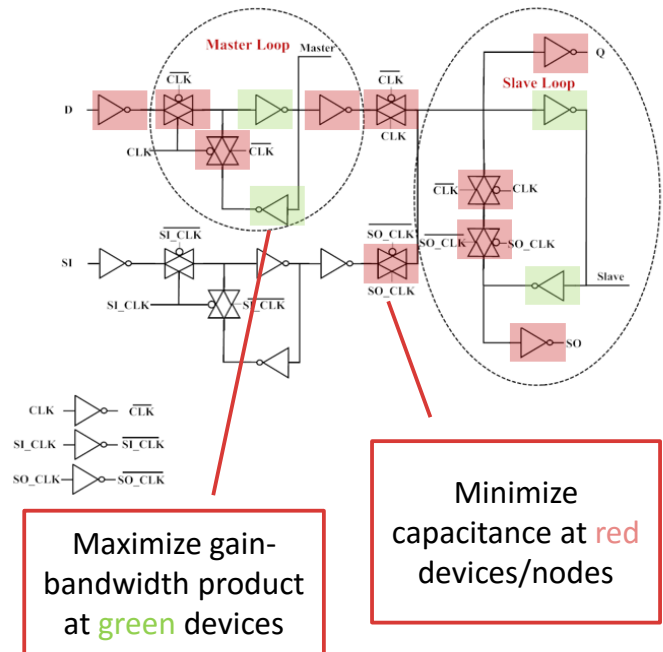 Master Loop
Master
Q
CLK
CLK
Slave Loop
D
CLK
CLK
CLK
CLK
CLK
SI_CLK
SO_CLK
SO_CLK
SO_CLK
SI
Slave
SI_CLK
SI_CLK
SO_CLK
SO
CLK
CLK
SI_CLK
SI_CLK
SO_CLK
SO_CLK
Minimize
capacitance at red
devices/nodes
Maximize gain-
bandwidth product
at green devices